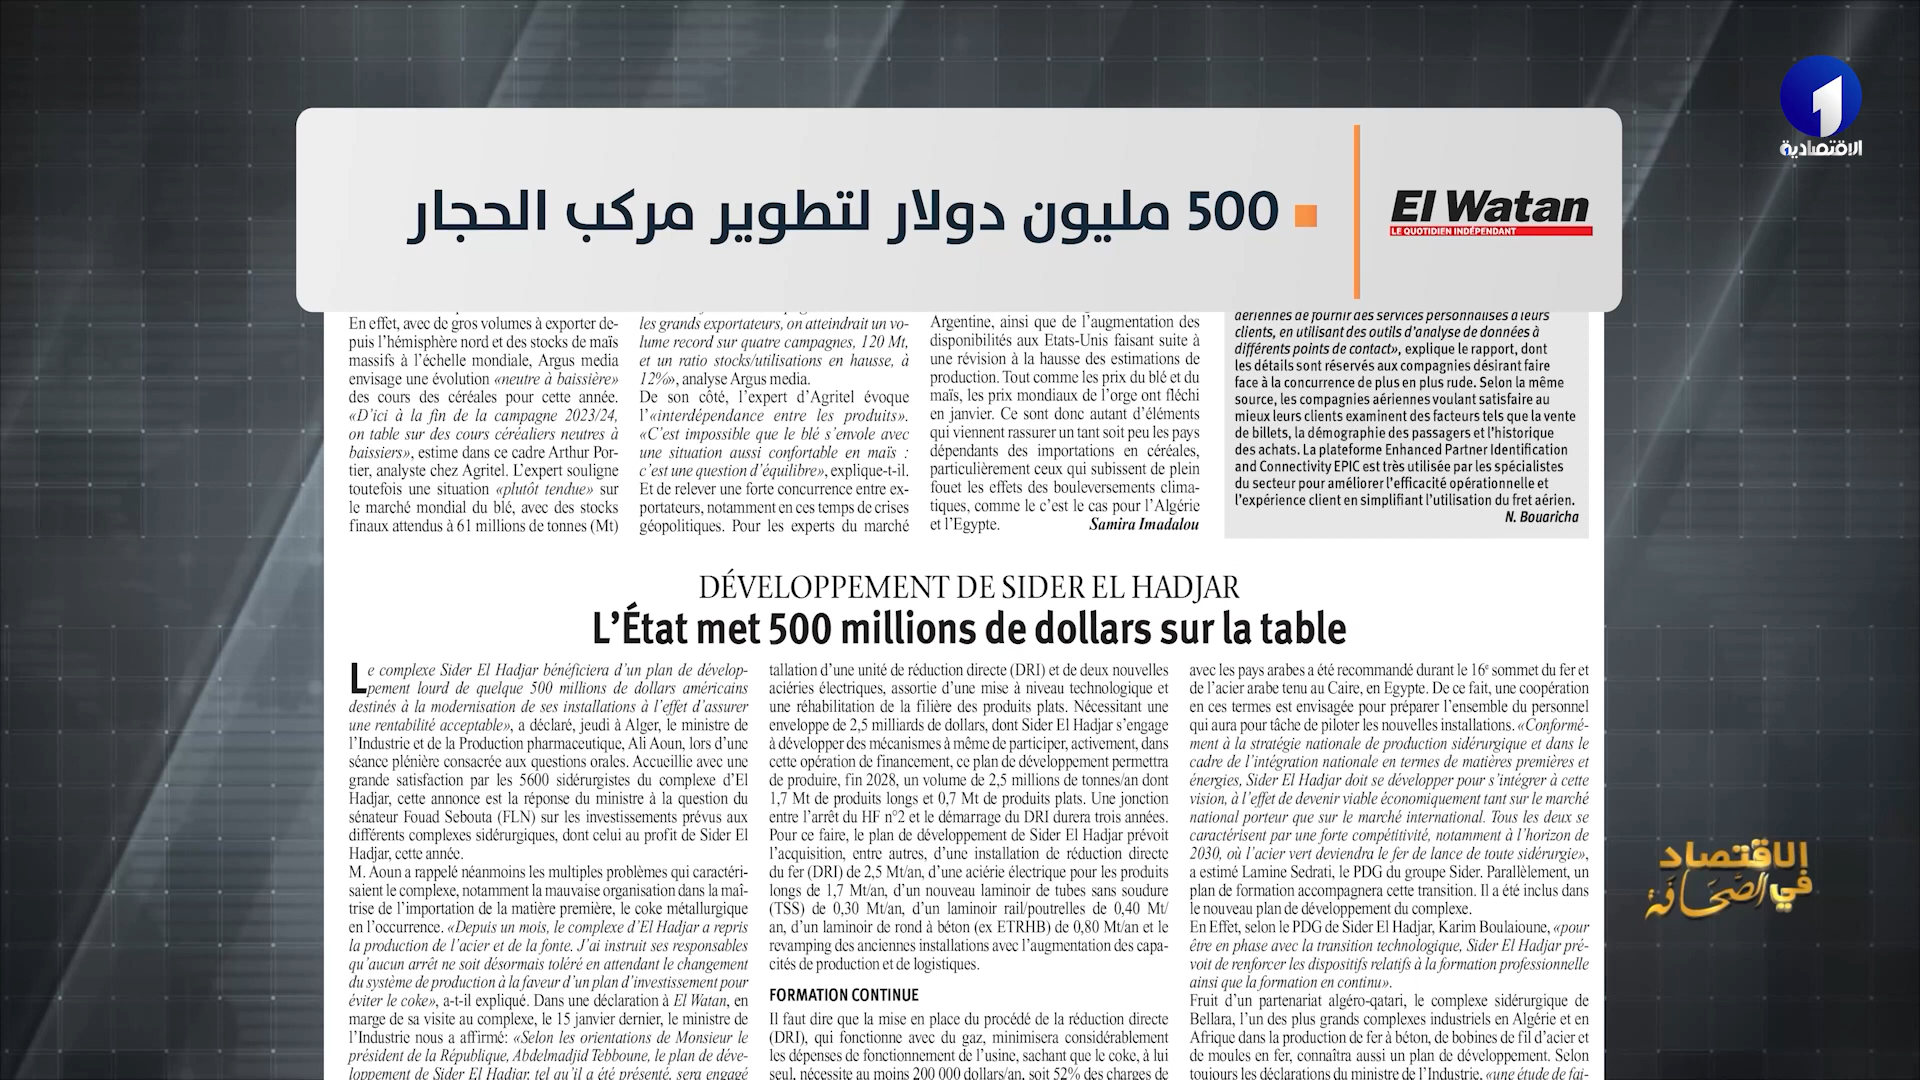 الإقتصادية
500 مليون دولار لتطوير مركب الحجار
El Watan
LE QUOTIDIEN INDÉPENDANT
En effet, avec de gros volumes à exporter de-
puis l'hémisphère nord et des stocks de maïs
massifs à l'échelle mondiale, Argus media
envisage une évolution «neutre à baissière»
des cours des céréales pour cette année.
«D'ici à la fin de la campagne 2023/24,
on table sur des cours céréaliers neutres à
baissiers», estime dans ce cadre Arthur Por-
tier, analyste chez Agritel. L'expert souligne
toutefois une situation «plutôt tendue» sur
le marché mondial du blé, avec des stocks
finaux attendus à 61 millions de tonnes (Mt)
les grands exportateurs, on atteindrait un vo-
lume record sur quatre campagnes, 120 Mt,
et un ratio stocks/utilisations en hausse, à
12%», analyse Argus media.
De son côté, l'expert d'Agritel évoque
l'«interdépendance entre les produits».
«C'est impossible que le blé s'envole avec
une situation aussi confortable en maïs :
c'est une question d'équilibre», explique-t-il.
Et de relever une forte concurrence entre ex-
portateurs, notamment en ces temps de crises
géopolitiques. Pour les experts du marché
Argentine, ainsi que de l'augmentation des
disponibilités aux Etats-Unis faisant suite à
une révision à la hausse des estimations de
production. Tout comme les prix du blé et du
maïs, les prix mondiaux de l'orge ont fléchi
en janvier. Ce sont donc autant d'éléments
qui viennent rassurer un tant soit peu les pays
dépendants des importations en céréales,
particulièrement ceux qui subissent de plein
fouet les effets des bouleversements clima-
tiques, comme le c'est le cas pour l'Algérie
et l'Egypte. Samira Imadalou
aériennes de fournir des services personnalisés à leurs
clients, en utilisant des outils d'analyse de données à
différents points de contact», explique le rapport, dont
les détails sont réservés aux compagnies désirant faire
face à la concurrence de plus en plus rude. Selon la même
source, les compagnies aériennes voulant satisfaire au
mieux leurs clients examinent des facteurs tels que la vente
de billets, la démographie des passagers et l'historique
des achats. La plateforme Enhanced Partner Identification
and Connectivity EPIC est très utilisée par les spécialistes
du secteur pour améliorer l'efficacité opérationnelle et
l'expérience client en simplifiant l'utilisation du fret aérien.
N. Bouaricha
DÉVELOPPEMENT DE SIDER EL HADJAR
L'État met 500 millions de dollars sur la table
Le complexe Sider El Hadjar bénéficiera d'un plan de dévelop-
pement lourd de quelque 500 millions de dollars américains
destinés à la modernisation de ses installations à l'effet d'assurer
une rentabilité acceptable», a déclaré, jeudi à Alger, le ministre de
l'Industrie et de la Production pharmaceutique, Ali Aoun, lors d'une
séance plénière consacrée aux questions orales. Accueillie avec une
grande satisfaction par les 5600 sidérurgistes du complexe d'El
Hadjar, cette annonce est la réponse du ministre à la question du
sénateur Fouad Sebouta (FLN) sur les investissements prévus aux
différents complexes sidérurgiques, dont celui au profit de Sider El
Hadjar, cette année.
M. Aoun a rappelé néanmoins les multiples problèmes qui caractéri-
saient le complexe, notamment la mauvaise organisation dans la maî-
trise de l'importation de la matière première, le coke métallurgique
en l'occurrence. «Depuis un mois, le complexe d'El Hadjar a repris
la production de l'acier et de la fonte. J'ai instruit ses responsables
qu'aucun arrêt ne soit désormais toléré en attendant le changement
du système de production à la faveur d'un plan d'investissement pour
éviter le coke», a-t-il expliqué. Dans une déclaration à El Watan, en
marge de sa visite au complexe, le 15 janvier dernier, le ministre de
l'Industrie nous a affirmé: «Selon les orientations de Monsieur le
président de la République, Abdelmadjid Tebboune, le plan de déve-
loppement de Sider El Hadjar, tel qu'il a été présenté, sera engagé
tallation d'une unité de réduction directe (DRI) et de deux nouvelles
aciéries électriques, assortie d'une mise à niveau technologique et
une réhabilitation de la filière des produits plats. Nécessitant une
enveloppe de 2,5 milliards de dollars, dont Sider El Hadjar s'engage
à développer des mécanismes à même de participer, activement, dans
cette opération de financement, ce plan de développement permettra
de produire, fin 2028, un volume de 2,5 millions de tonnes/an dont
1,7 Mt de produits longs et 0,7 Mt de produits plats. Une jonction
entre l'arrêt du HF n°2 et le démarrage du DRI durera trois années.
Pour ce faire, le plan de développement de Sider El Hadjar prévoit
l'acquisition, entre autres, d'une installation de réduction directe
du fer (DRI) de 2,5 Mt/an, d'une aciérie électrique pour les produits
longs de 1,7 Mt/an, d'un nouveau laminoir de tubes sans soudure
(TSS) de 0,30 Mt/an, d'un laminoir rail/poutrelles de 0,40 Mt/
an, d'un laminoir de rond à béton (ex ETRHB) de 0,80 Mt/an et le
revamping des anciennes installations avec l'augmentation des capa-
cités de production et de logistiques.
FORMATION CONTINUE
Il faut dire que la mise en place du procédé de la réduction directe
(DRI), qui fonctionne avec du gaz, minimisera considérablement
les dépenses de fonctionnement de l'usine, sachant que le coke, à lui
seul, nécessite au moins 200 000 dollars/an, soit 52% des charges de
avec les pays arabes a été recommandé durant le 16e sommet du fer et
de l'acier arabe tenu au Caire, en Egypte. De ce fait, une coopération
en ces termes est envisagée pour préparer l'ensemble du personnel
qui aura pour tâche de piloter les nouvelles installations. «Conformé-
ment à la stratégie nationale de production sidérurgique et dans le
cadre de l'intégration nationale en termes de matières premières et
énergies, Sider El Hadjar doit se développer pour s'intégrer à cette
vision, à l'effet de devenir viable économiquement tant sur le marché
national porteur que sur le marché international. Tous les deux se
caractérisent par une forte compétitivité, notamment à l'horizon de
2030, où l'acier vert deviendra le fer de lance de toute sidérurgie»,
a estimé Lamine Sedrati, le PDG du groupe Sider. Parallèlement, un
plan de formation accompagnera cette transition. Il a été inclus dans
le nouveau plan de développement du complexe.
En Effet, selon le PDG de Sider El Hadjar, Karim Boulaioune, «pour
être en phase avec la transition technologique, Sider El Hadjar pré-
voit de renforcer les dispositifs relatifs à la formation professionnelle
ainsi que la formation en continu».
Fruit d'un partenariat algéro-qatari, le complexe sidérurgique de
Bellara, l'un des plus grands complexes industriels en Algérie et en
Afrique dans la production de fer à béton, de bobines de fil d'acier et
de moules en fer, connaîtra aussi un plan de développement. Selon
toujours les déclarations du ministre de l'Industrie, «une étude de fai-
الاقتصاد
في الصَّحَافَة